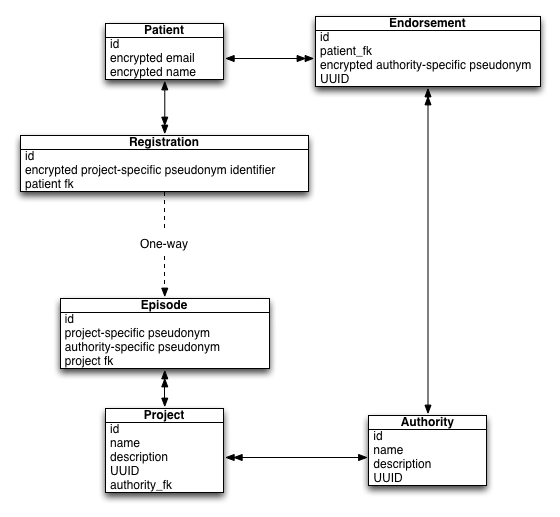 Patient
id
encrypted email
encrypted name
Endorsement
id
patient_fk
encrypted authority-specific pseudonym
UUID
Registration
id
encrypted project-specific pseudonym identifier
patient fk
One-way
Episode
id
project-specific pseudonym
authority-specific pseudonym
project fk
Project
id
name
description
UUID
authority_fk
Authority
id
name
description
UUID